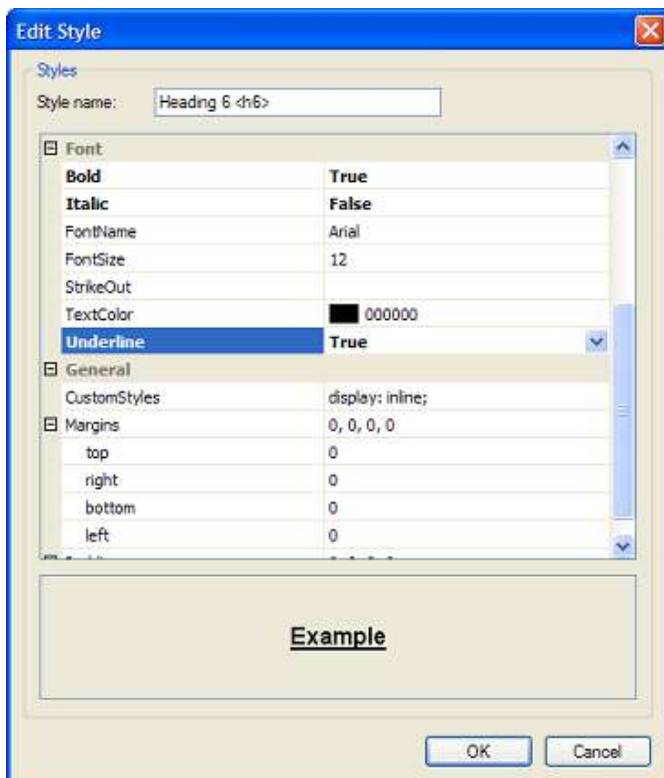 Edit Style
Styles
Style name: Heading 6 <h6>
Font
Bold True
Italic False
FontName Arial
FontSize 12
StrikeOut
TextColor 000000
Underline True
General
CustomStyles display: inline;
Margins 0, 0, 0, 0
top 0
right 0
bottom 0
left 0
Example
OK Cancel